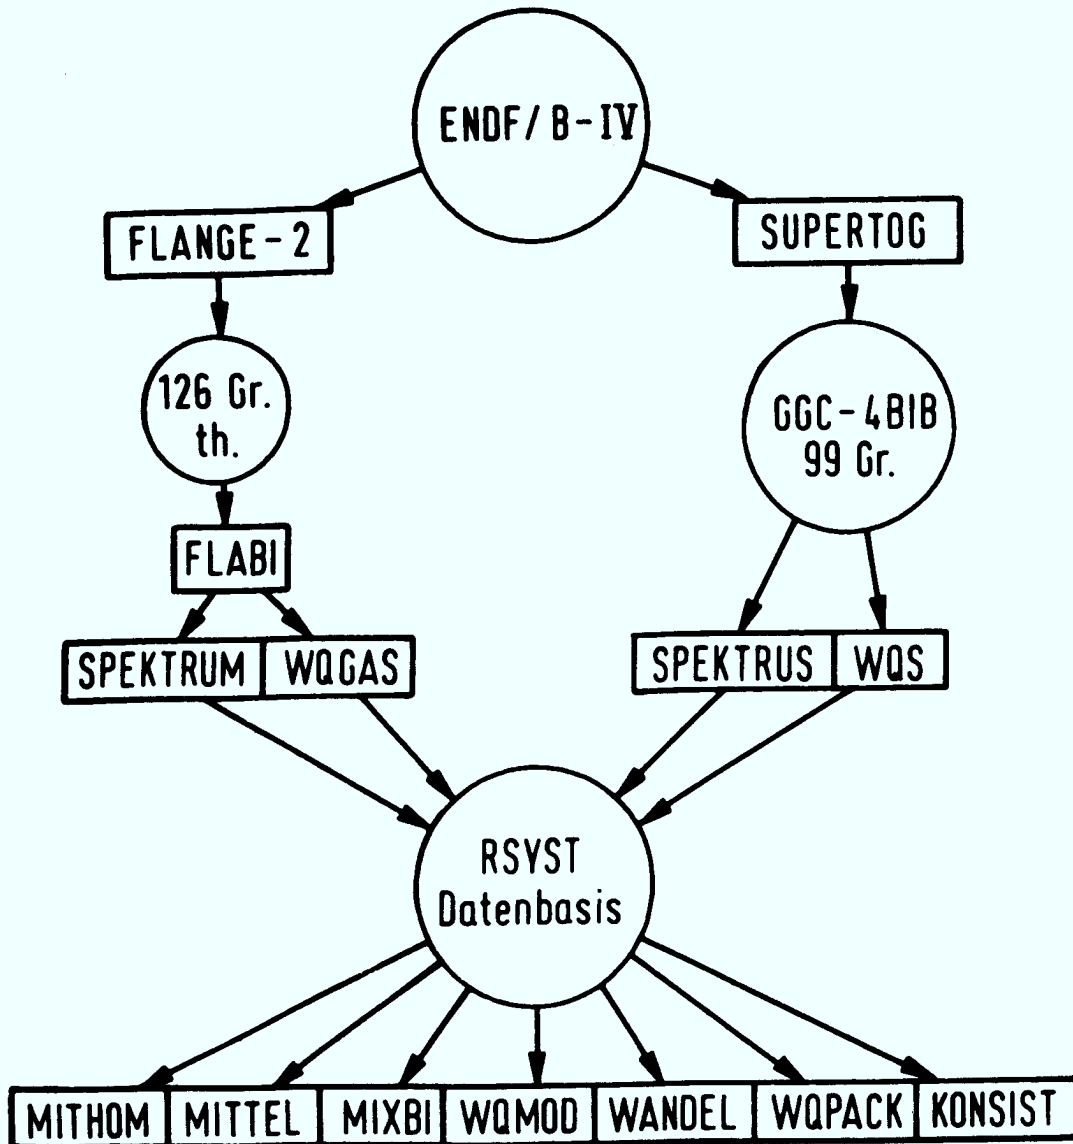 ENDF/B-IV
FLANGE-2
SUPERTOG
126 Gr.
th.
GGC-4BIB
99 Gr.
FLABI
SPEKTRUM WQGAS
SPEKTRUS WQS
RSYST
Datenbasis
MITHOM MITTEL MIXBI WQMOD WANDEL WQPACK KONSIST